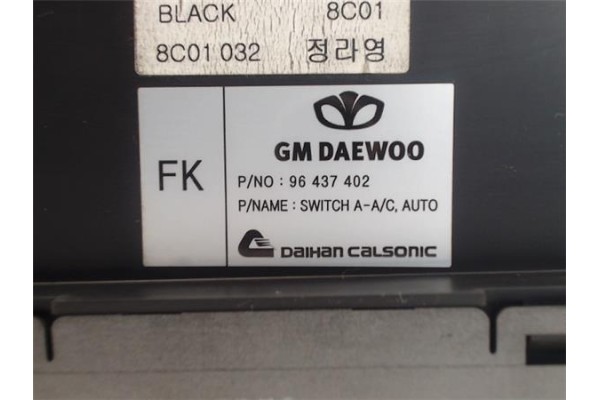 BLACK 8C01
8C01 032 정라영
FK
GM DAEWOO
P/NO : 96 437 402
P/NAME : SWITCH A-A/C, AUTO
DAIHAN CALSONIC